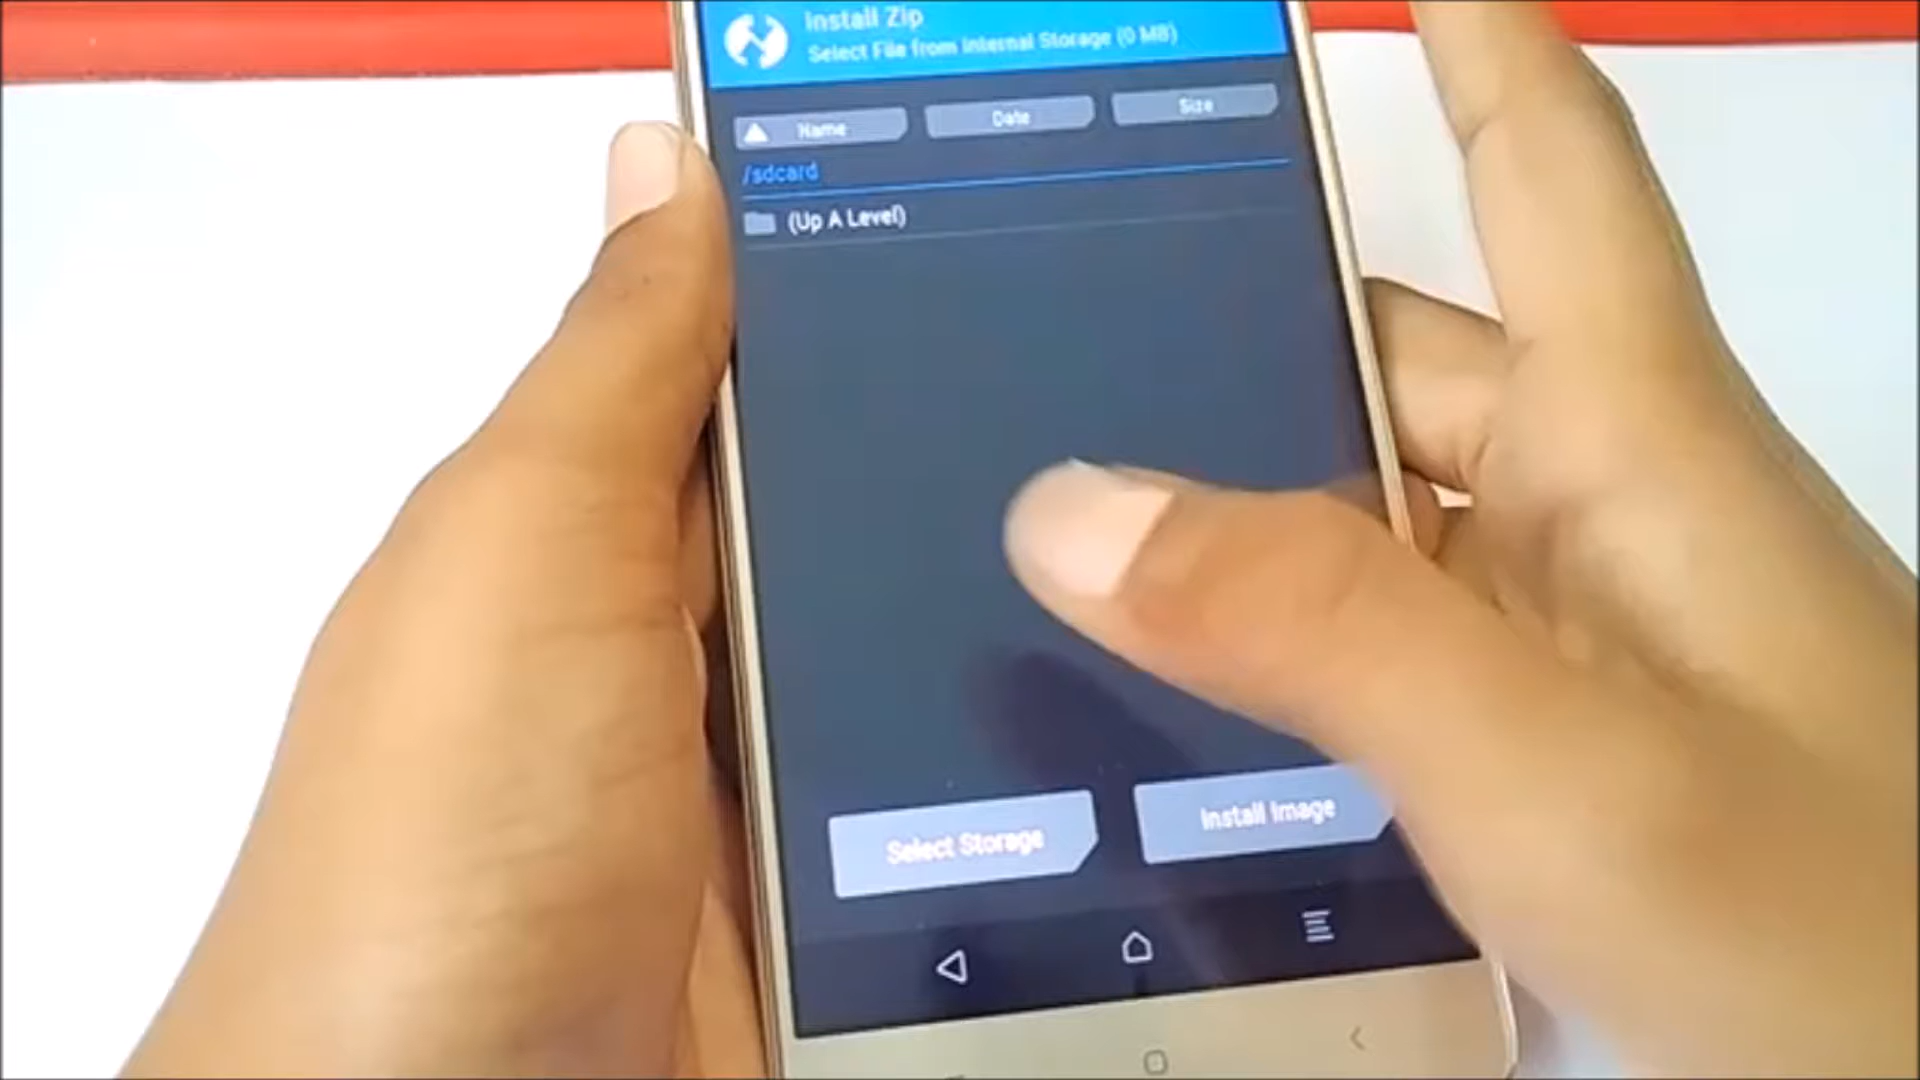 Install Zip
Select File from Internal Storage (0 MB)
Name
Date
Size
/sdcard
(Up A Level)
Select Storage
Install Image